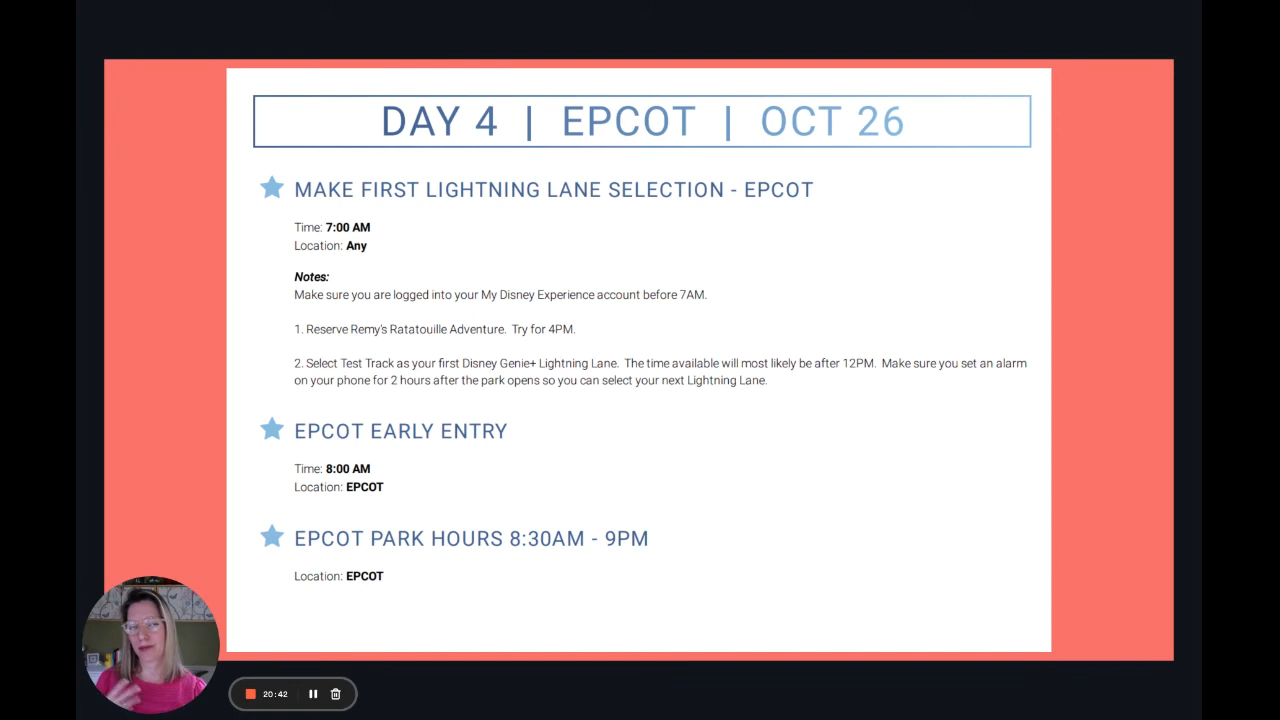 DAY 4 | EPCOT | OCT 26
MAKE FIRST LIGHTNING LANE SELECTION - EPCOT
Time: 7:00 AM
Location: Any
Notes:
Make sure you are logged into your My Disney Experience account before 7AM.
1. Reserve Remy's Ratatouille Adventure.  Try for 4PM.
2. Select Test Track as your first Disney Genie+ Lightning Lane.  The time available will most likely be after 12PM.  Make sure you set an alarm
on your phone for 2 hours after the park opens so you can select your next Lightning Lane.
EPCOT EARLY ENTRY
Time: 8:00 AM
Location: EPCOT
EPCOT PARK HOURS 8:30AM - 9PM
Location: EPCOT
20:42